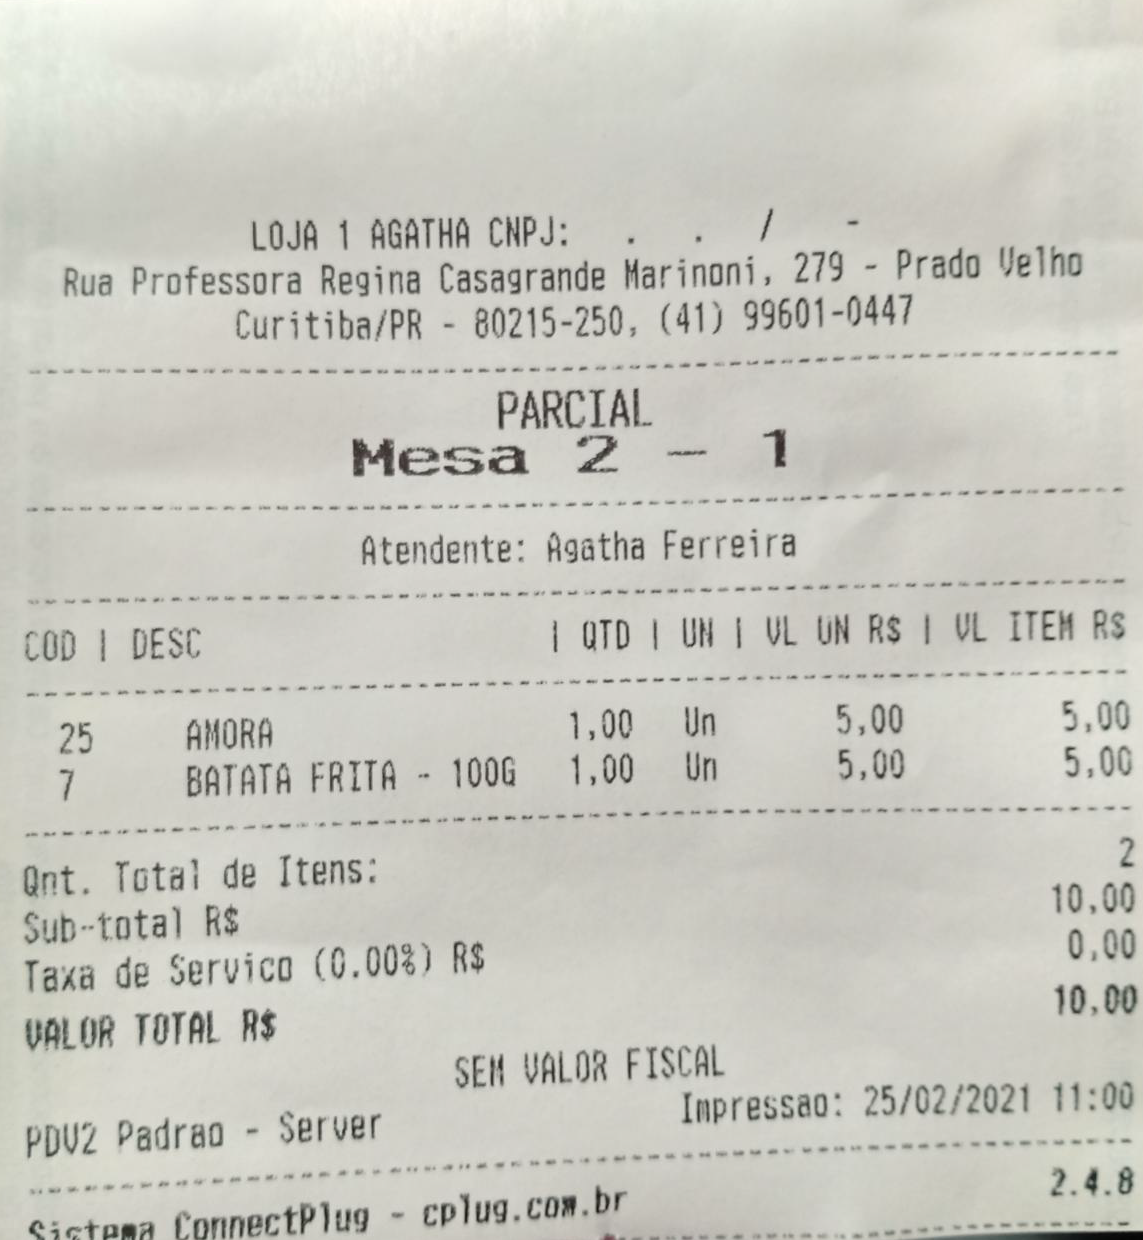 LOJA 1 AGATHA CNPJ: . . / -
Rua Professora Regina Casagrande Marinoni, 279 - Prado Velho
Curitiba/PR - 80215-250, (41) 99601-0447
PARCIAL
Mesa 2 - 1
Atendente: Agatha Ferreira
COD | DESC | QTD | UN | VL UN R$ | VL ITEM R$
25 AMORA 1,00 Un 5,00 5,00
7 BATATA FRITA - 100G 1,00 Un 5,00 5,00
Qnt. Total de Itens: 2
Sub-total R$ 10,00
Taxa de Servico (0.00%) R$ 0,00
VALOR TOTAL R$ 10,00
SEM VALOR FISCAL
PDV2 Padrao - Server Impressao: 25/02/2021 11:00
Sistema ConnectPlug - cplug.com.br 2.4.8